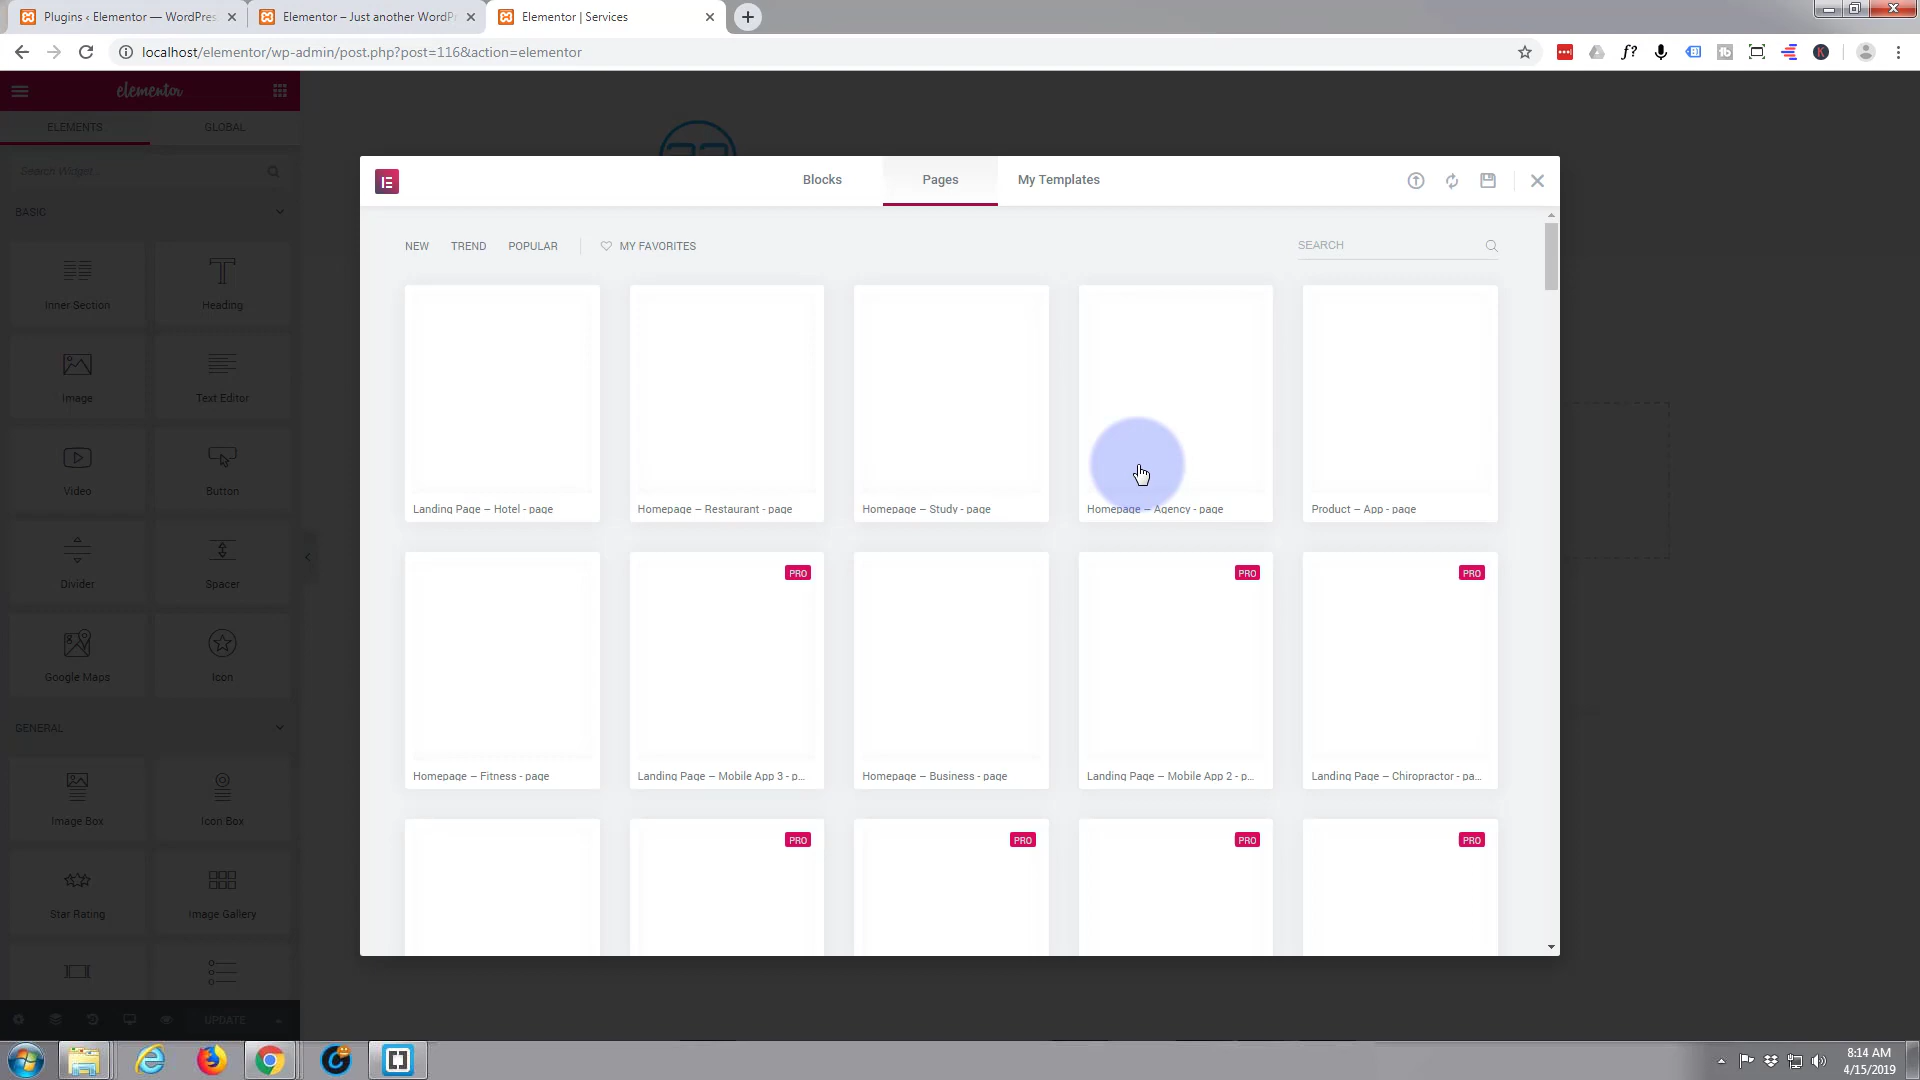 Plugins ‹ Elementor — WordPres
Elementor – Just another WordPr
Elementor | Services
localhost/elementor/wp-admin/post.php?post=116&action=elementor
f?
fb
K
elementor
ELEMENTS
GLOBAL
Search Widget...
BASIC
Inner Section
Heading
Image
Text Editor
Video
Button
Divider
Spacer
Google Maps
Icon
GENERAL
Image Box
Icon Box
Star Rating
Image Gallery
UPDATE
Blocks
Pages
My Templates
NEW
TREND
POPULAR
MY FAVORITES
SEARCH
Landing Page – Hotel - page
Homepage – Restaurant - page
Homepage – Study - page
Homepage – Agency - page
Product – App - page
PRO
PRO
PRO
Homepage – Fitness - page
Landing Page – Mobile App 3 - p...
Homepage – Business - page
Landing Page – Mobile App 2 - p...
Landing Page – Chiropractor - pa...
PRO
PRO
PRO
PRO
8:14 AM
4/15/2019